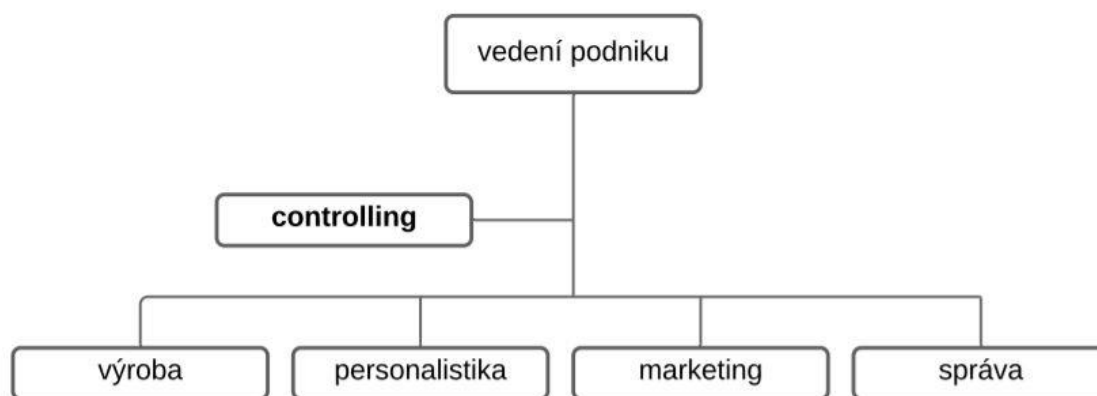 vedení podniku
controlling
výroba
personalistika
marketing
správa